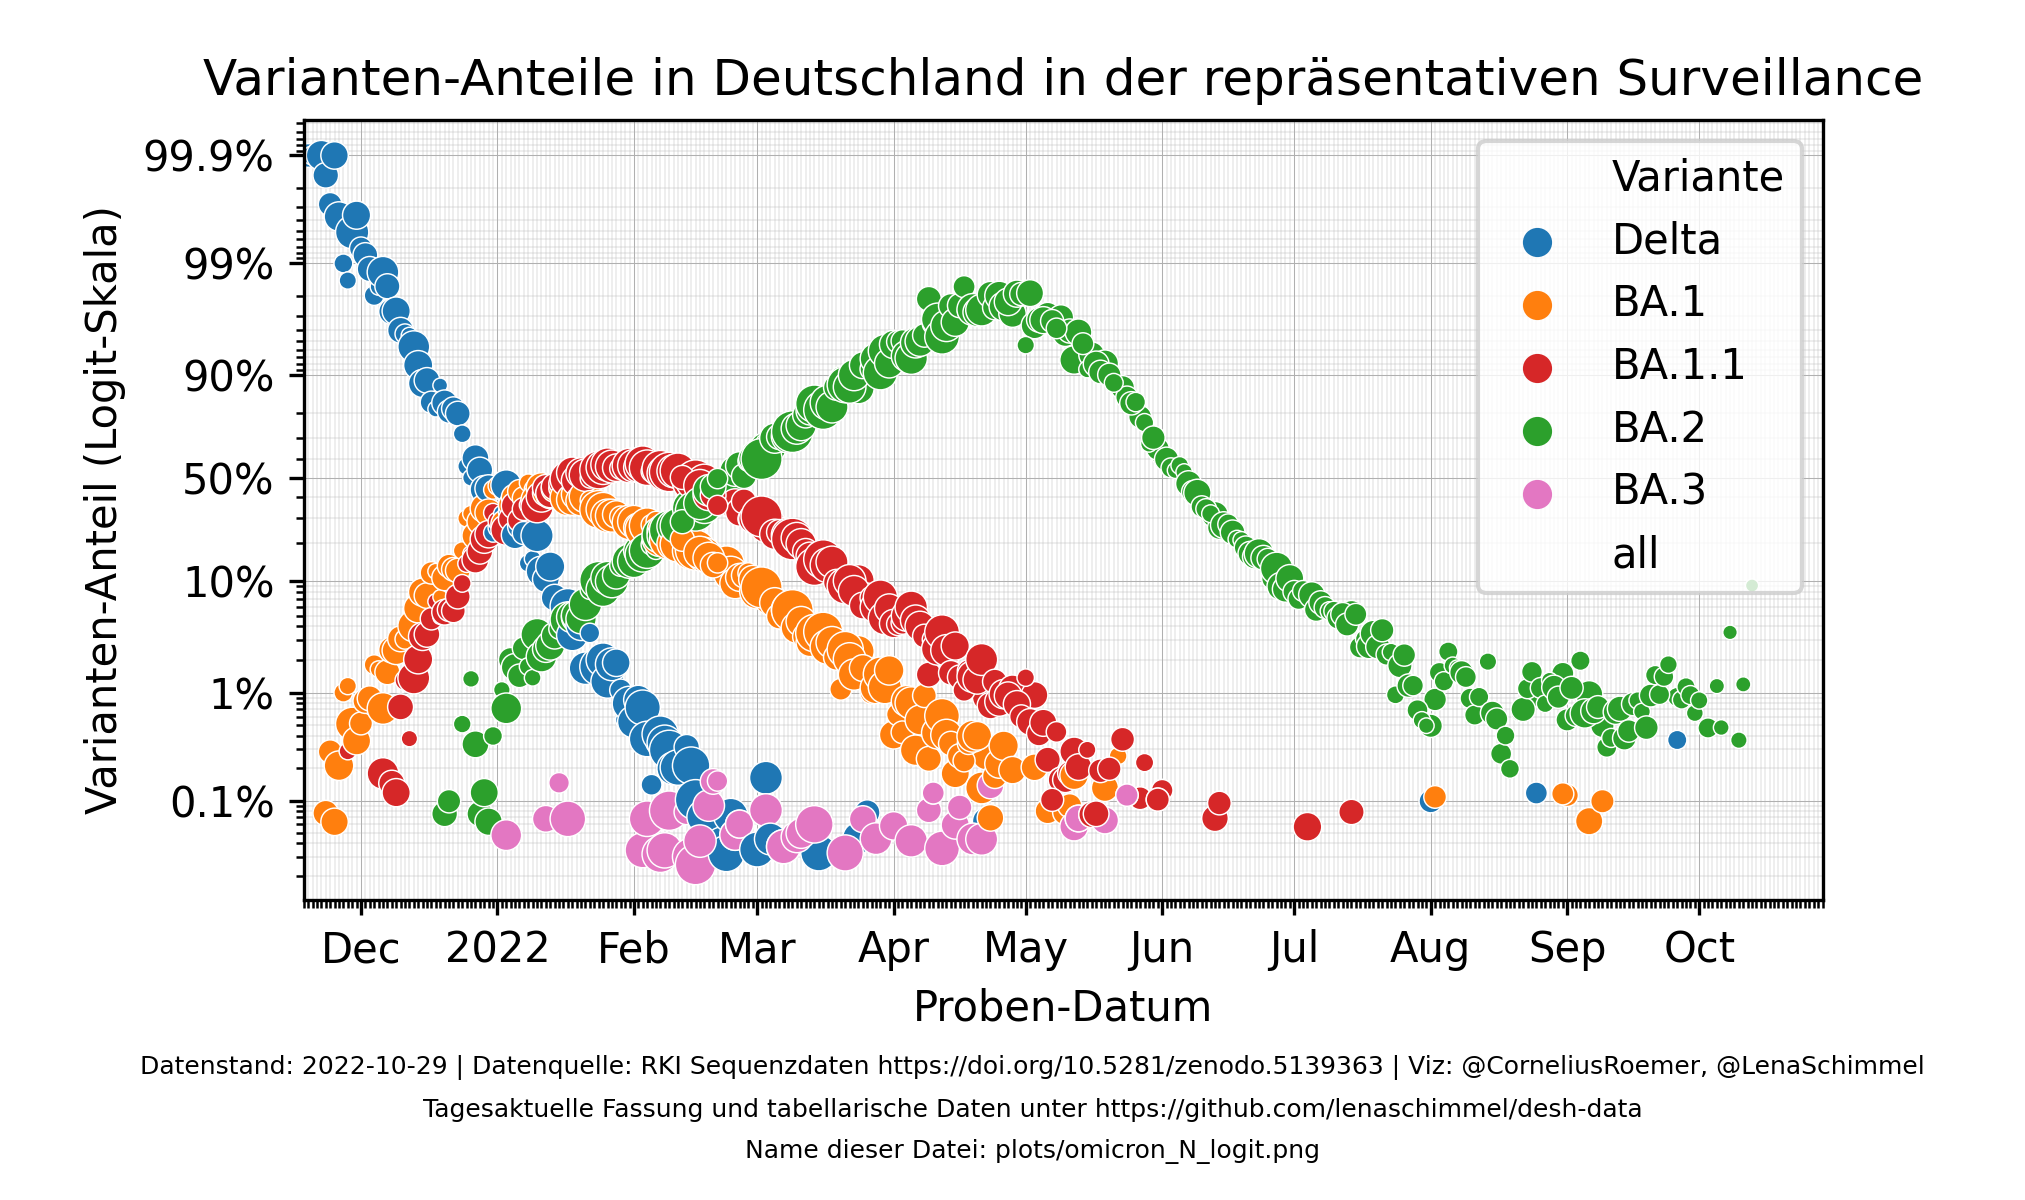 Varianten-Anteile in Deutschland in der repräsentativen Surveillance
Varianten-Anteil (Logit-Skala)
99.9%
99%
90%
50%
10%
1%
0.1%
Variante
Delta
BA.1
BA.1.1
BA.2
BA.3
all
Dec 2022 Feb Mar Apr May Jun Jul Aug Sep Oct
Proben-Datum
Datenstand: 2022-10-29 | Datenquelle: RKI Sequenzdaten https://doi.org/10.5281/zenodo.5139363 | Viz: @CorneliusRoemer, @LenaSchimmel
Tagesaktuelle Fassung und tabellarische Daten unter https://github.com/lenaschimmel/desh-data
Name dieser Datei: plots/omicron_N_logit.png